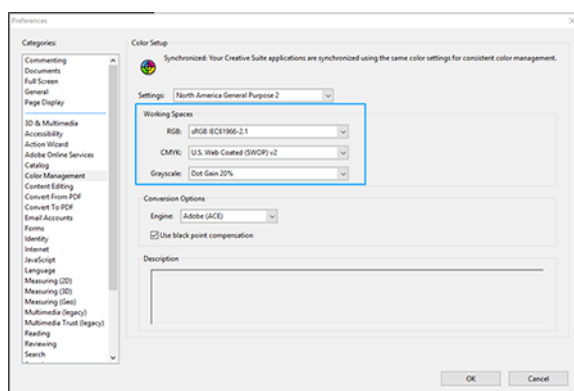 Preferences
Categories:
Commenting
Documents
Full Screen
General
Page Display
3D & Multimedia
Accessibility
Action Wizard
Adobe Online Services
Catalog
Color Management
Content Editing
Convert From PDF
Convert To PDF
Email Accounts
Forms
Identity
Internet
JavaScript
Language
Measuring (2D)
Measuring (3D)
Measuring (Geo)
Multimedia (legacy)
Multimedia Trust (legacy)
Reading
Reviewing
Search
Color Setup
Synchronized: Your Creative Suite applications are synchronized using the same color settings for consistent color management.
Settings: North America General Purpose 2
Working Spaces
RGB: sRGB IEC61966-2.1
CMYK: U.S. Web Coated (SWOP) v2
Grayscale: Dot Gain 20%
Conversion Options
Engine: Adobe (ACE)
Use black point compensation
Description
OK Cancel